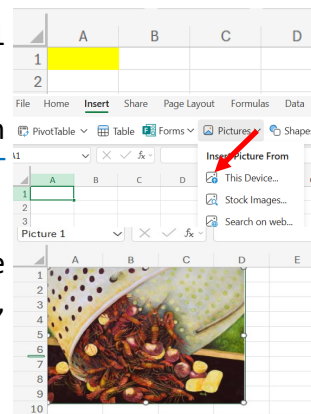 A B C D
1
2
File Home Insert Share Page Layout Formulas Data
PivotTable Table Forms Pictures Shapes
A1 fx Insert Picture From
A B C D
This Device...
1
Stock Images...
2
3
Search on web...
Picture 1 fx
A B C D E
1
2
3
4
5
6
7
8
9
10